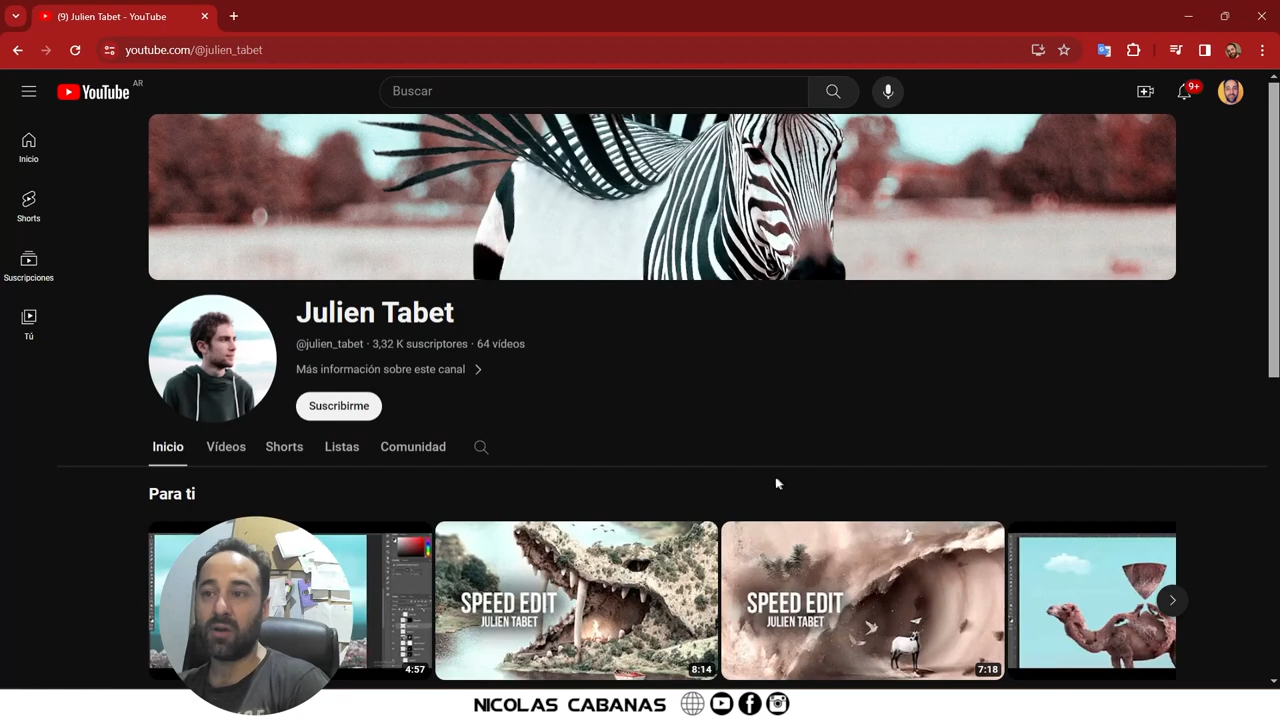 (9) Julien Tabet - YouTube
youtube.com/@julien_tabet
YouTube AR
Buscar
9+
Inicio
Shorts
Suscripciones
Tú
Julien Tabet
@julien_tabet · 3,32 K suscriptores · 64 vídeos
Más información sobre este canal
Suscribirme
Inicio Vídeos Shorts Listas Comunidad
Para ti
4:57
SPEED EDIT
JULIEN TABET
8:14
SPEED EDIT
JULIEN TABET
7:18
NICOLAS CABANAS